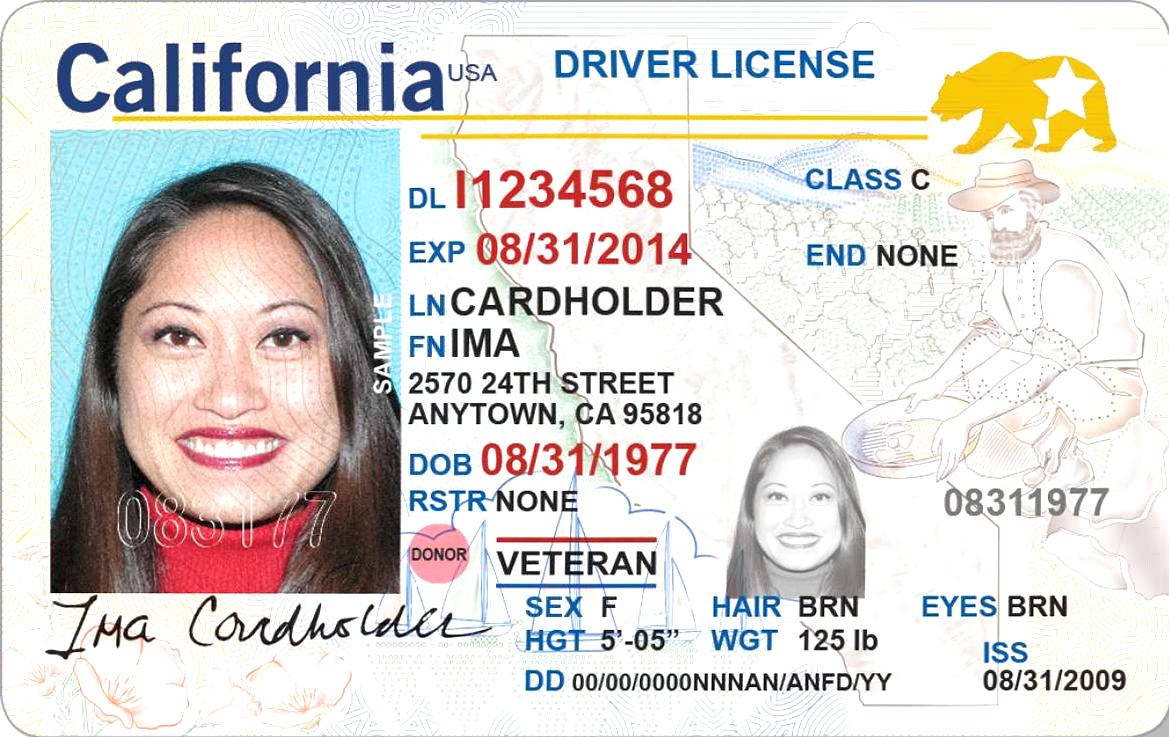 California USA DRIVER LICENSE
DL I1234568 CLASS C
EXP 08/31/2014 END NONE
LN CARDHOLDER
FN IMA
2570 24TH STREET
ANYTOWN, CA 95818
DOB 08/31/1977
RSTR NONE
08311977
SAMPLE
083177
DONOR VETERAN
Ima Cardholder
SEX F HAIR BRN EYES BRN
HGT 5'-05" WGT 125 lb
ISS
DD 00/00/0000NNNAN/ANFD/YY 08/31/2009